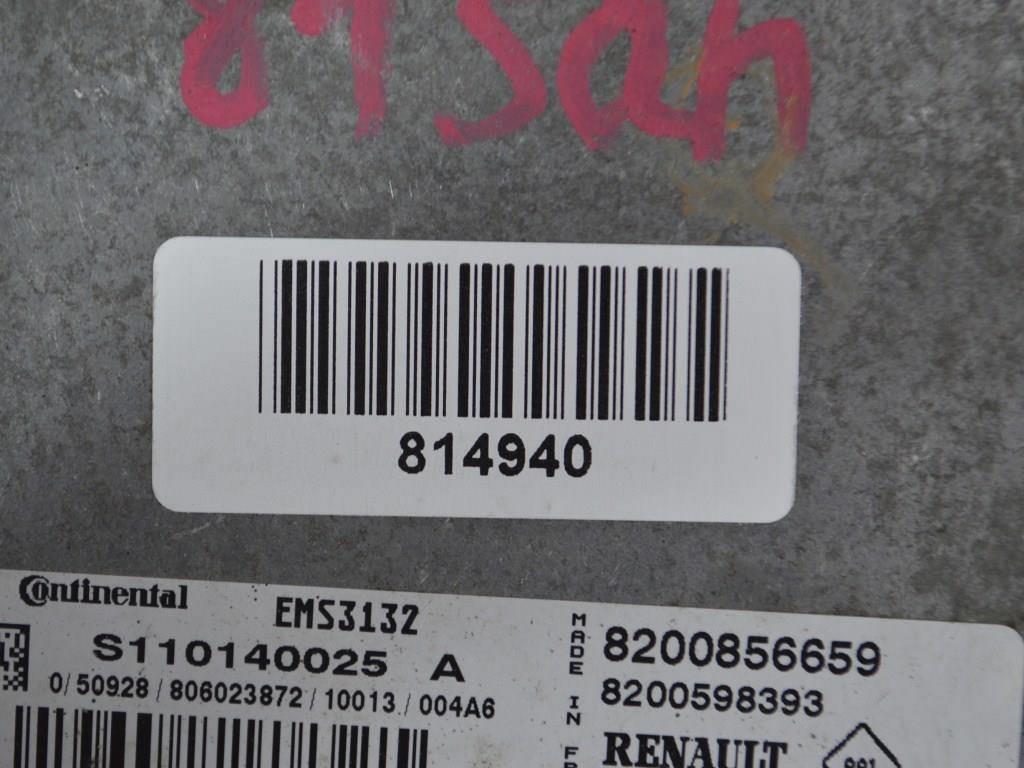 814940
Continental EMS3132
S110140025 A
0/50928/806023872/10013/004A6
MADE IN
8200856659
8200598393
RENAULT